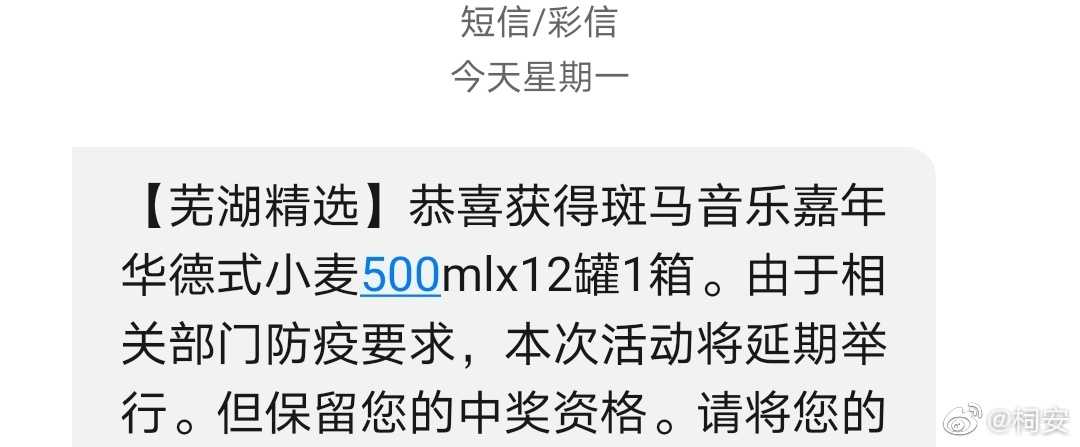 短信/彩信
今天星期一
【芜湖精选】恭喜获得斑马音乐嘉年
华德式小麦500mlx12罐1箱。由于相
关部门防疫要求，本次活动将延期举
行。但保留您的中奖资格。请将您的
@柯安